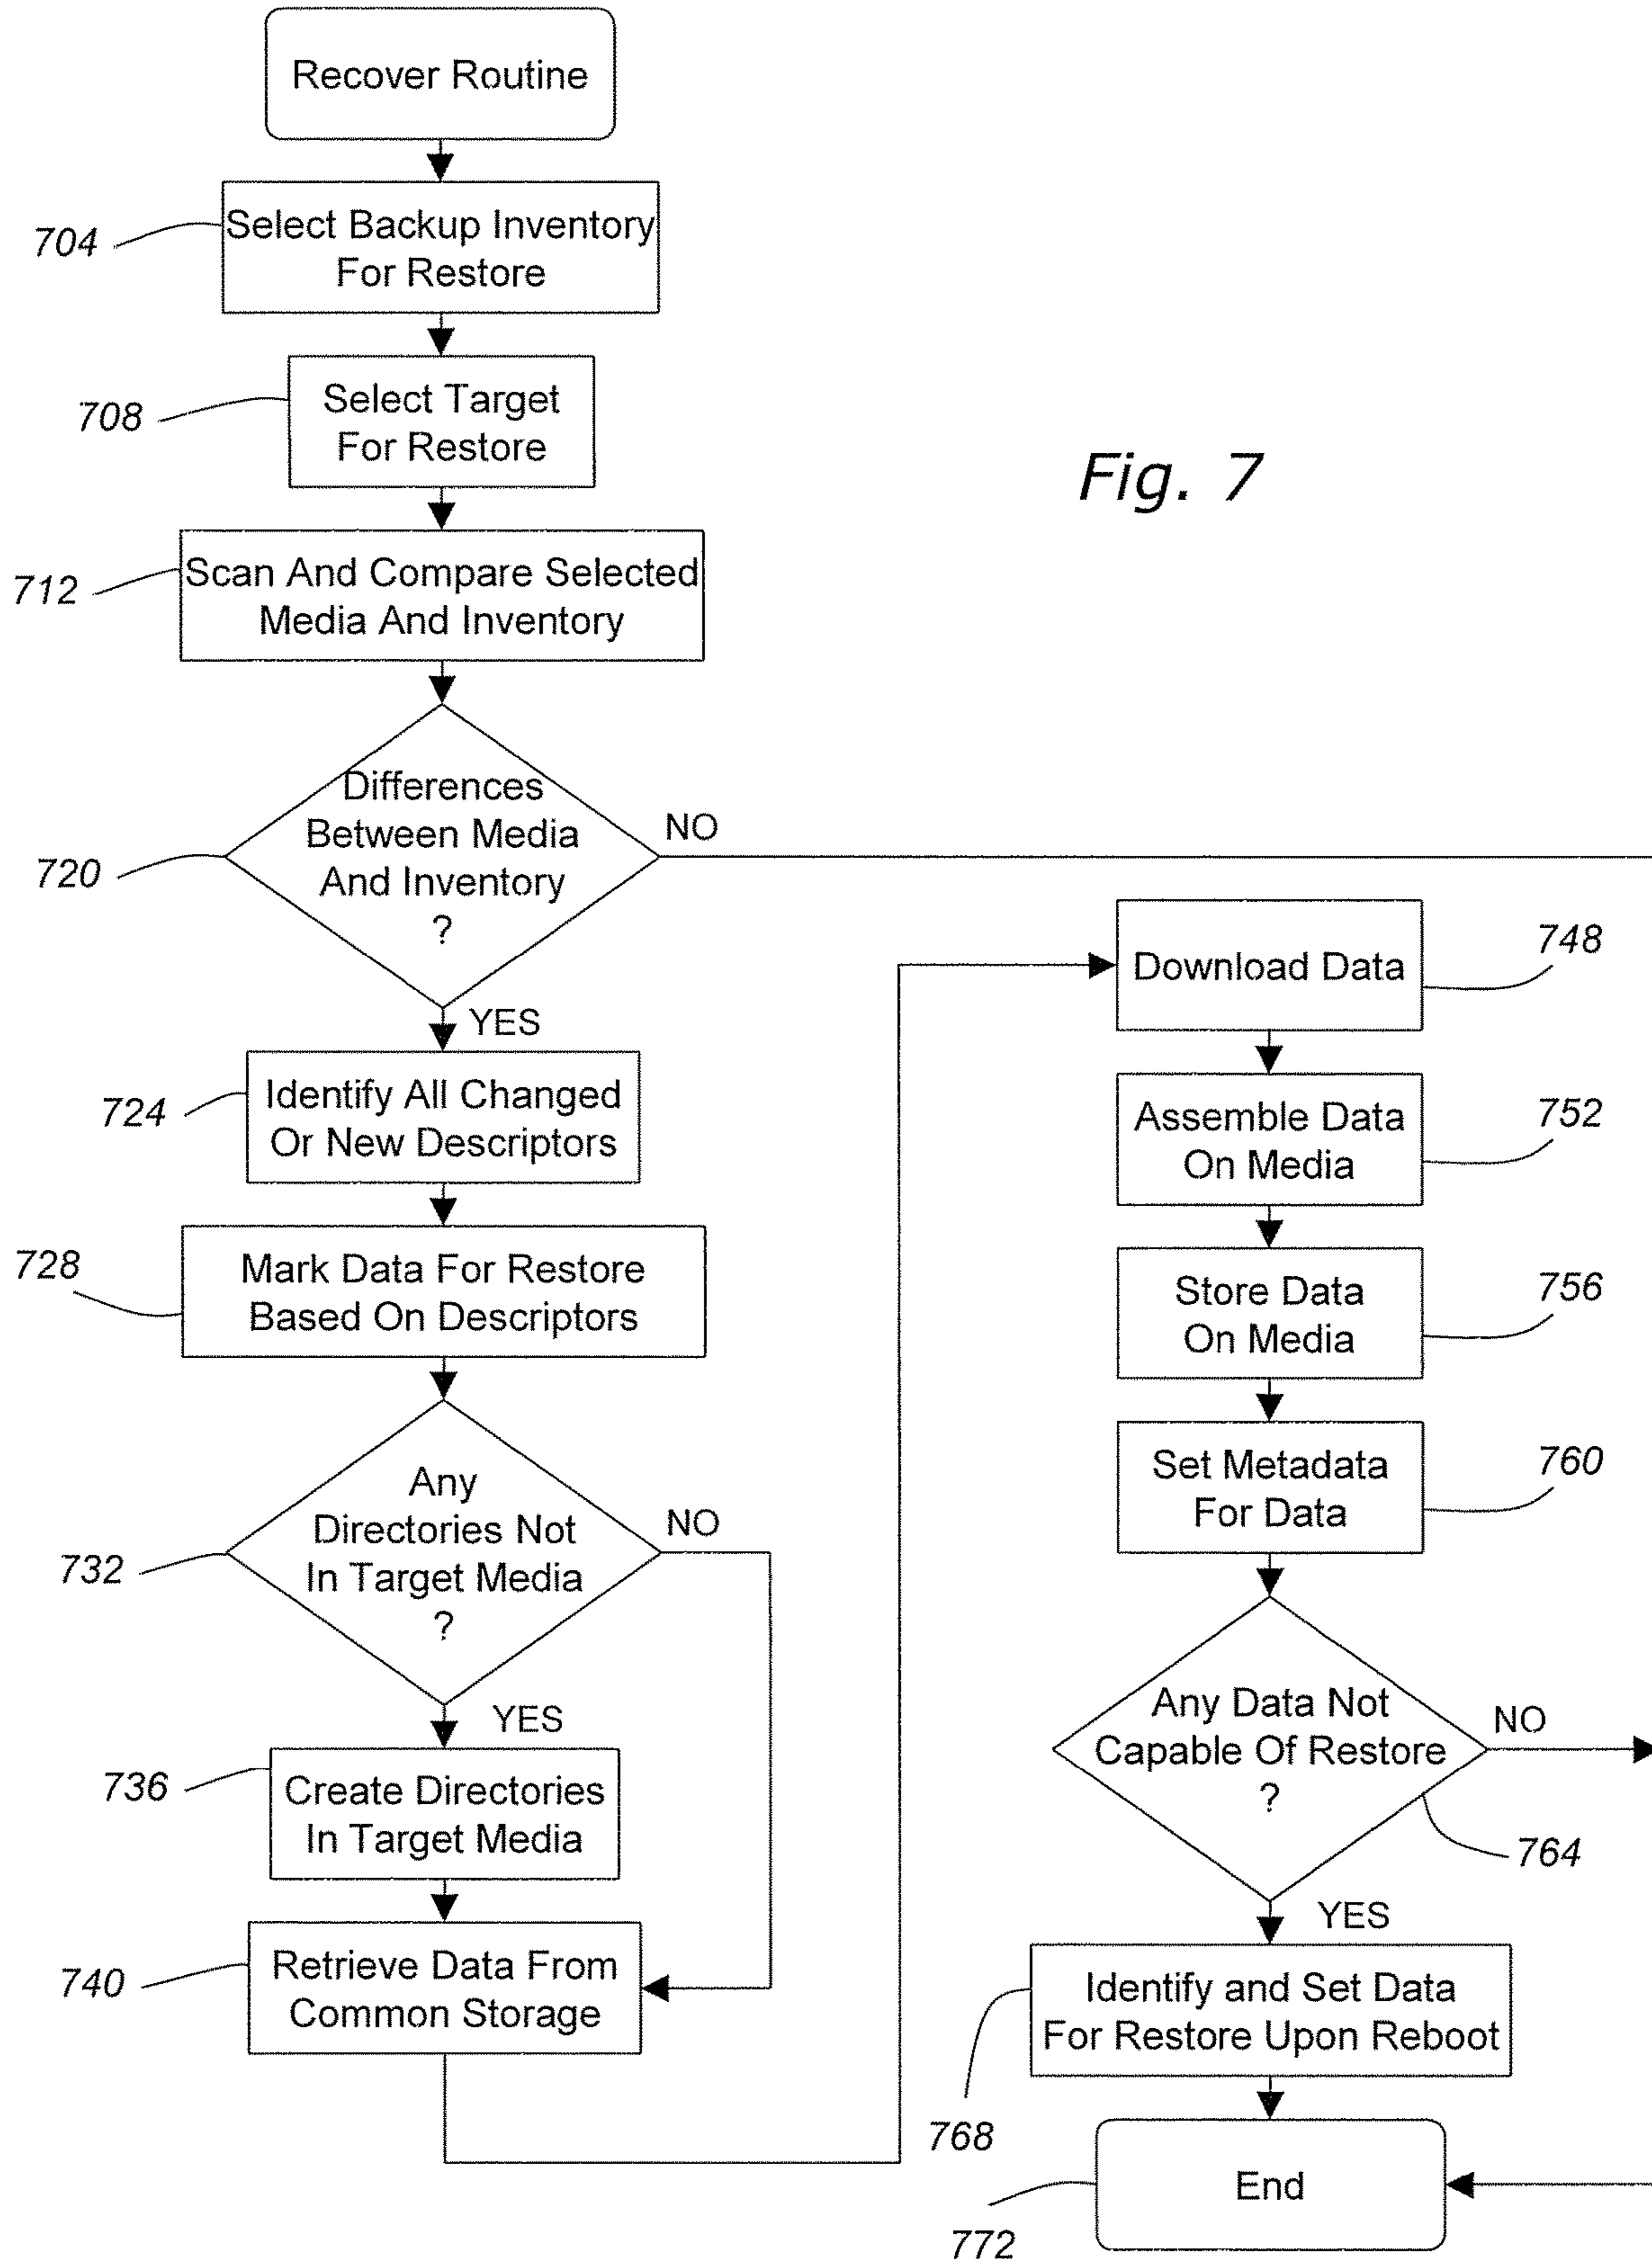 Recover Routine
704
Select Backup Inventory
For Restore
708
Select Target
For Restore
Fig. 7
712
Scan And Compare Selected
Media And Inventory
720
Differences
Between Media
And Inventory
?
NO
YES
724
Identify All Changed
Or New Descriptors
728
Mark Data For Restore
Based On Descriptors
732
Any
Directories Not
In Target Media
?
NO
YES
736
Create Directories
In Target Media
740
Retrieve Data From
Common Storage
Download Data
748
Assemble Data
On Media
752
Store Data
On Media
756
Set Metadata
For Data
760
Any Data Not
Capable Of Restore
?
NO
764
YES
Identify and Set Data
For Restore Upon Reboot
768
End
772